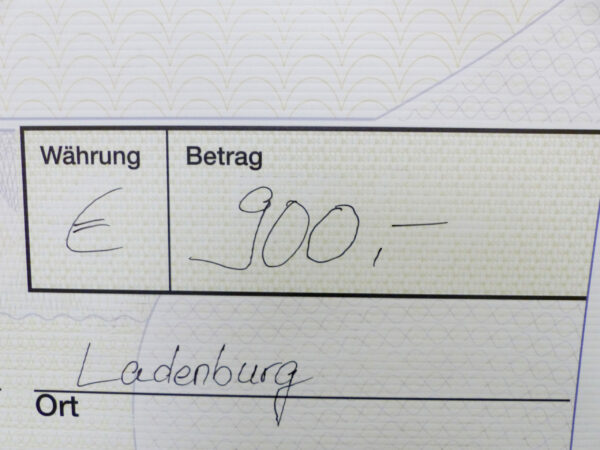 Währung Betrag
€ 900,-
Ladenburg
Ort